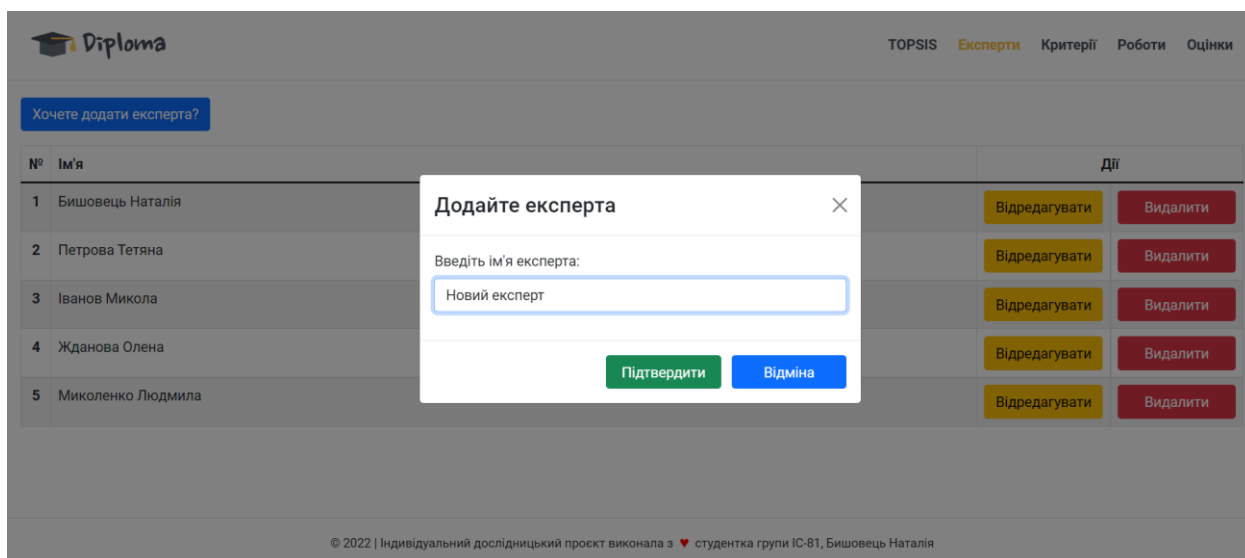 Diploma
TOPSIS Експерти Критерії Роботи Оцінки
Хочете додати експерта?
№ Ім'я Дії
1 Бишовець Наталія Відредагувати Видалити
2 Петрова Тетяна Відредагувати Видалити
3 Іванов Микола Відредагувати Видалити
4 Жданова Олена Відредагувати Видалити
5 Миколенко Людмила Відредагувати Видалити
Додайте експерта
Введіть ім'я експерта:
Новий експерт
Підтвердити Відміна
© 2022 | Індивідуальний дослідницький проєкт виконала з ♥ студентка групи ІС-81, Бишовець Наталія